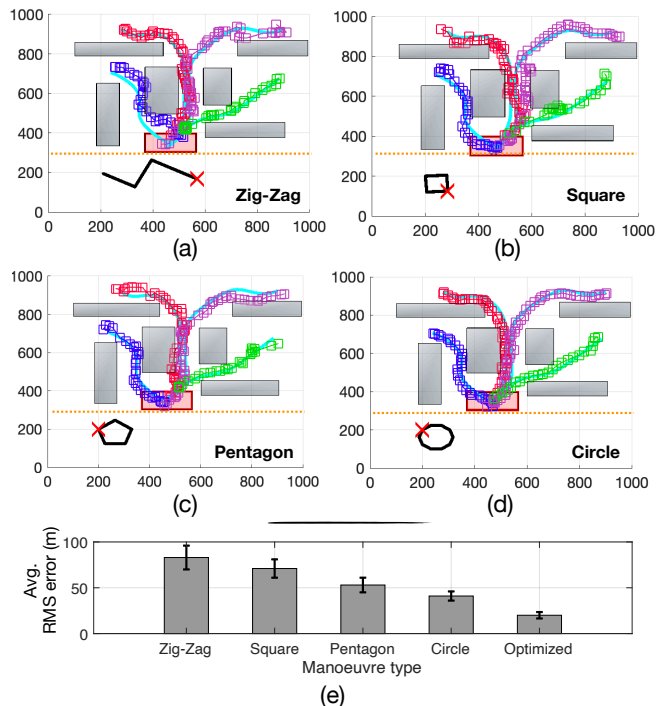 1000
800
600
400
200
0
0 200 400 600 800 1000
Zig-Zag
(a)
1000
800
600
400
200
0
0 200 400 600 800 1000
Square
(b)
1000
800
600
400
200
0
0 200 400 600 800 1000
Pentagon
(c)
1000
800
600
400
200
0
0 200 400 600 800 1000
Circle
(d)
Avg.
RMS error (m)
100
50
0
Zig-Zag Square Pentagon Circle Optimized
Manoeuvre type
(e)